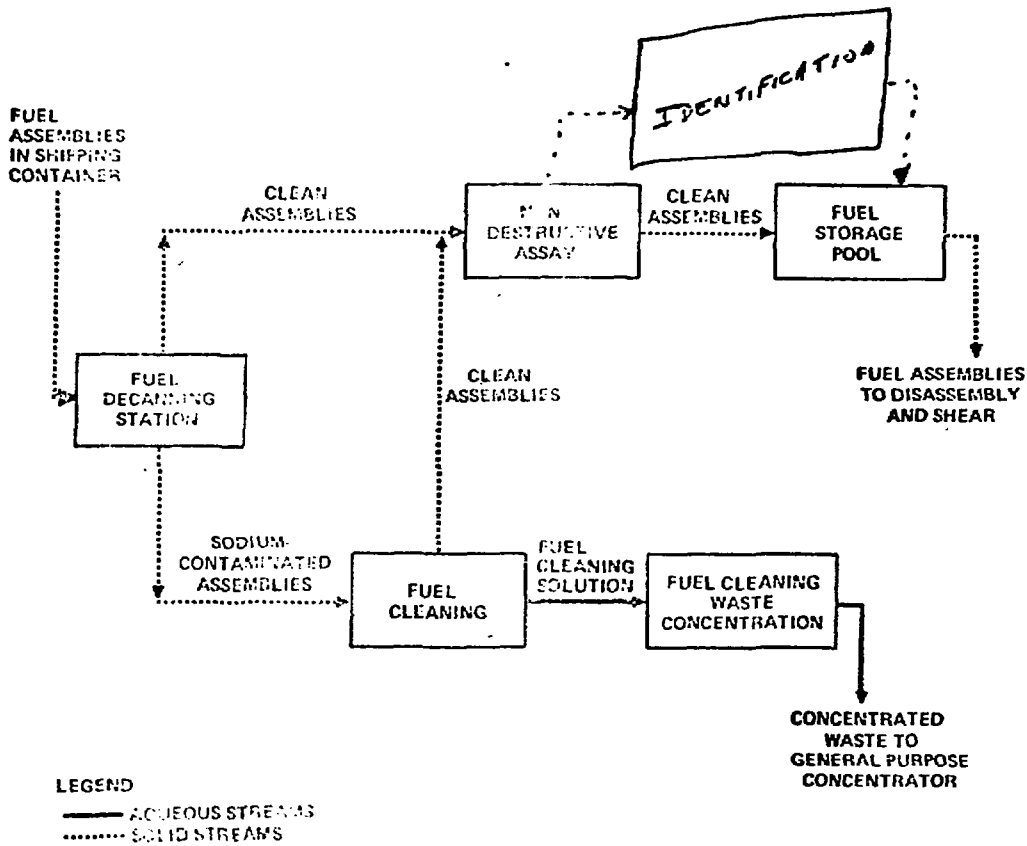 IDENTIFICATION
FUEL
ASSEMBLIES
IN SHIPPING
CONTAINER
CLEAN
ASSEMBLIES
NON
DESTRUCTIVE
ASSAY
CLEAN
ASSEMBLIES
FUEL
STORAGE
POOL
FUEL
DECANNING
STATION
CLEAN
ASSEMBLIES
FUEL ASSEMBLIES
TO DISASSEMBLY
AND SHEAR
SODIUM-
CONTAMINATED
ASSEMBLIES
FUEL
CLEANING
FUEL
CLEANING
SOLUTION
FUEL CLEANING
WASTE
CONCENTRATION
CONCENTRATED
WASTE TO
GENERAL PURPOSE
CONCENTRATOR
LEGEND
AQUEOUS STREAMS
SOLID STREAMS